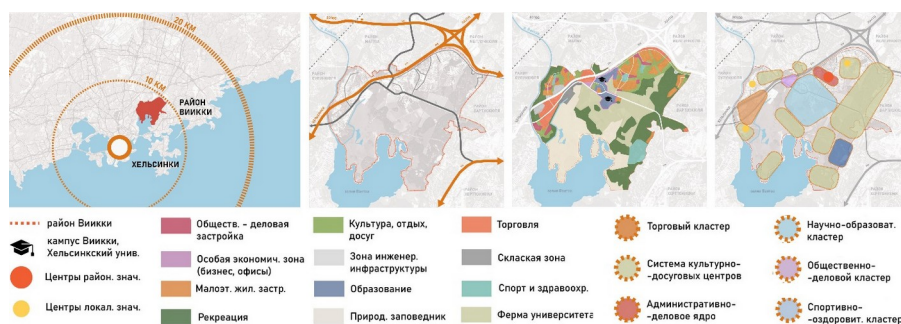 20 КМ
10 КМ
РАЙОН
ВИИККИ
ХЕЛЬСИНКИ
район Виикки
кампус Виикки,
Хельсинкский унив.
Центры район. знач.
Центры локал. знач.
Обществ. - деловая
застройка
Особая экономич. зона
(бизнес, офисы)
Малоэт. жил. застр.
Рекреация
Культура, отдых,
досуг
Зона инженер.
инфраструктуры
Образование
Природ. заповедник
Торговля
Склаская зона
Спорт и здравоохр.
Ферма университета
Торговый кластер
Система культурно-
-досуговых центров
Административно-
-деловое ядро
Научно-образоват.
кластер
Общественно-
-деловой кластер
Спортивно-
-оздоровит. кластер